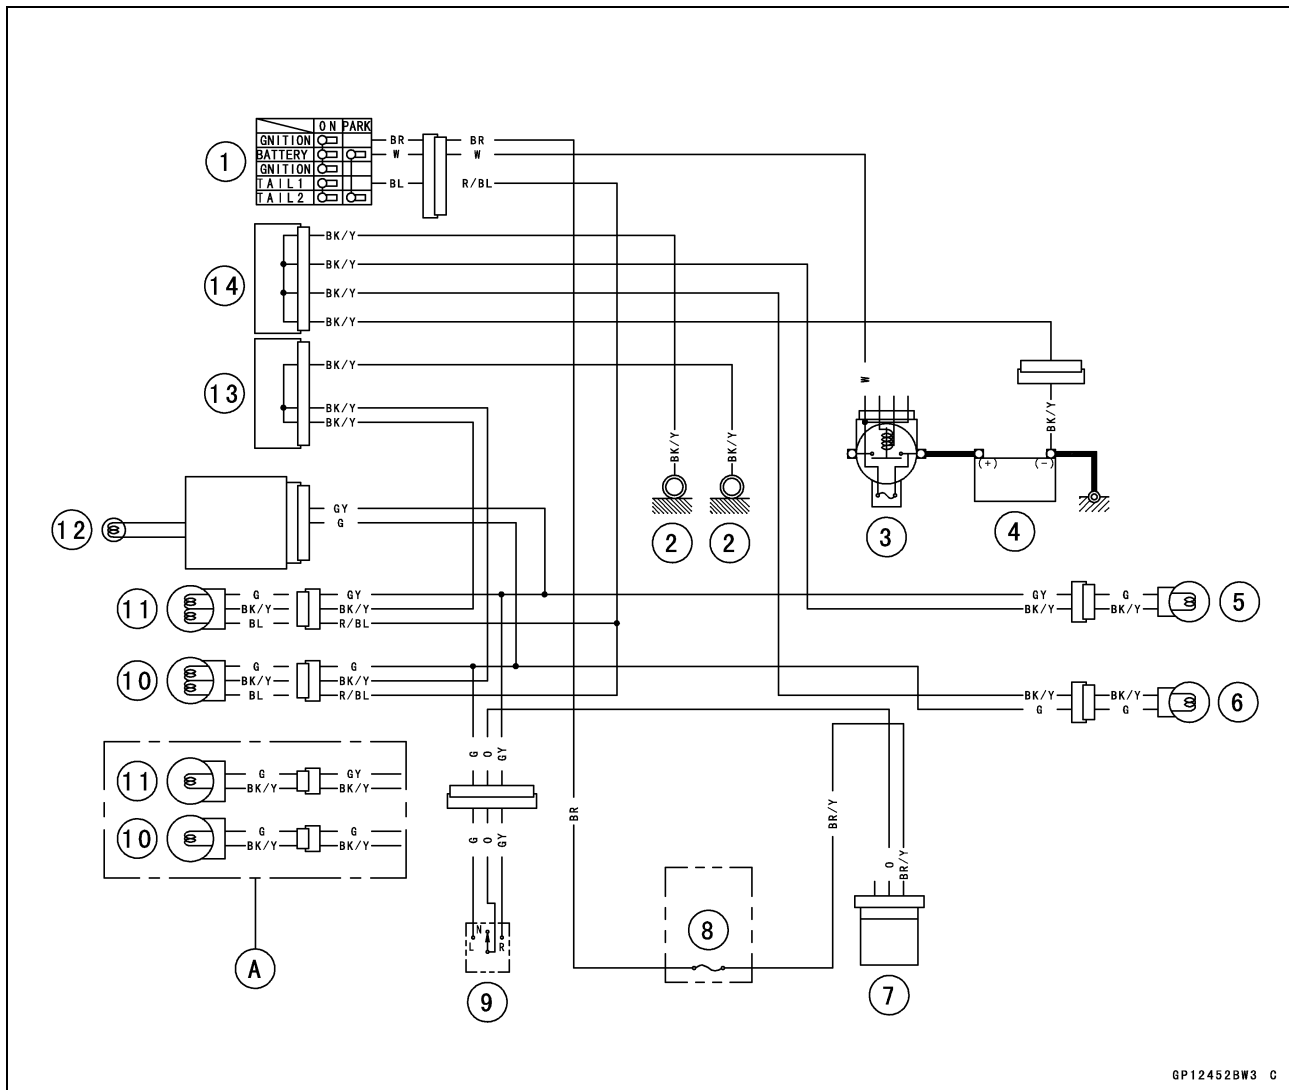 ON PARK
GNITION
BATTERY
GNITION
TAIL1
TAIL2
BR BR
W W
BL R/BL
1
BK/Y
BK/Y
BK/Y
BK/Y
14
BK/Y
BK/Y
BK/Y
13
W
BK/Y
BK/Y
BK/Y
(+) (-)
2 2 3 4
12
GY
G
11
G GY
BK/Y BK/Y
BL R/BL
GY G
BK/Y BK/Y
5
10
G G
BK/Y BK/Y
BL R/BL
BK/Y BK/Y
G G
6
G O GY
11
G GY
BK/Y BK/Y
10
G G
BK/Y BK/Y
A
G O GY
L N R
9
BR
8
BR/Y
O BR/Y
7
GP12452BW3 C